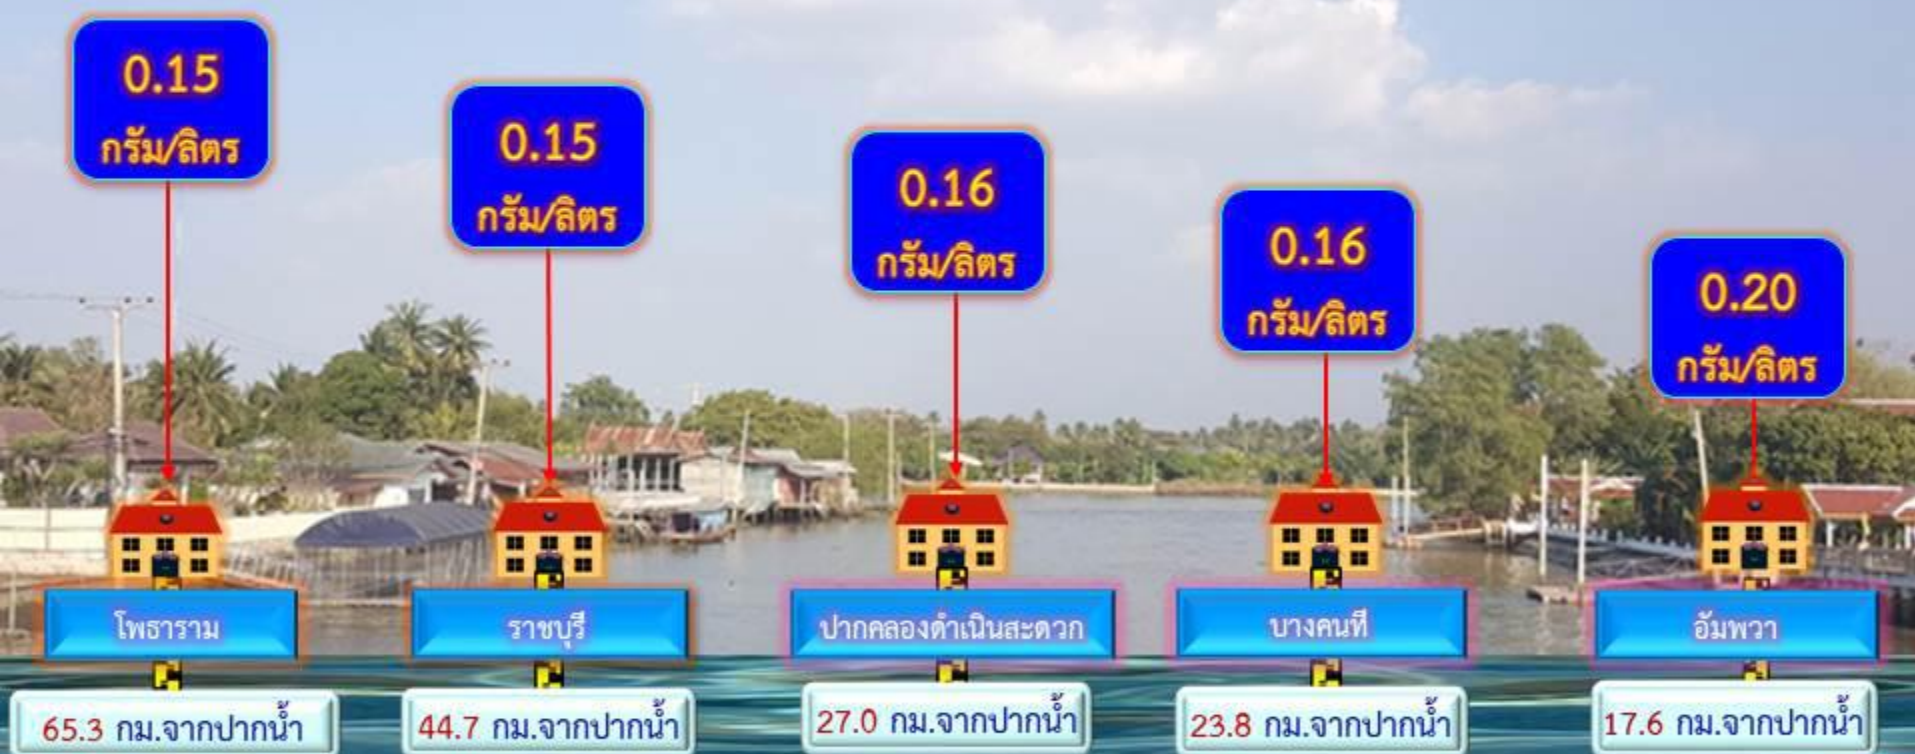 0.15
กรัม/ลิตร
0.15
กรัม/ลิตร
0.16
กรัม/ลิตร
0.16
กรัม/ลิตร
0.20
กรัม/ลิตร
โพธาราม
ราชบุรี
ปากคลองดำเนินสะดวก
บางคนที
อัมพวา
65.3 กม.จากปากน้ำ
44.7 กม.จากปากน้ำ
27.0 กม.จากปากน้ำ
23.8 กม.จากปากน้ำ
17.6 กม.จากปากน้ำ